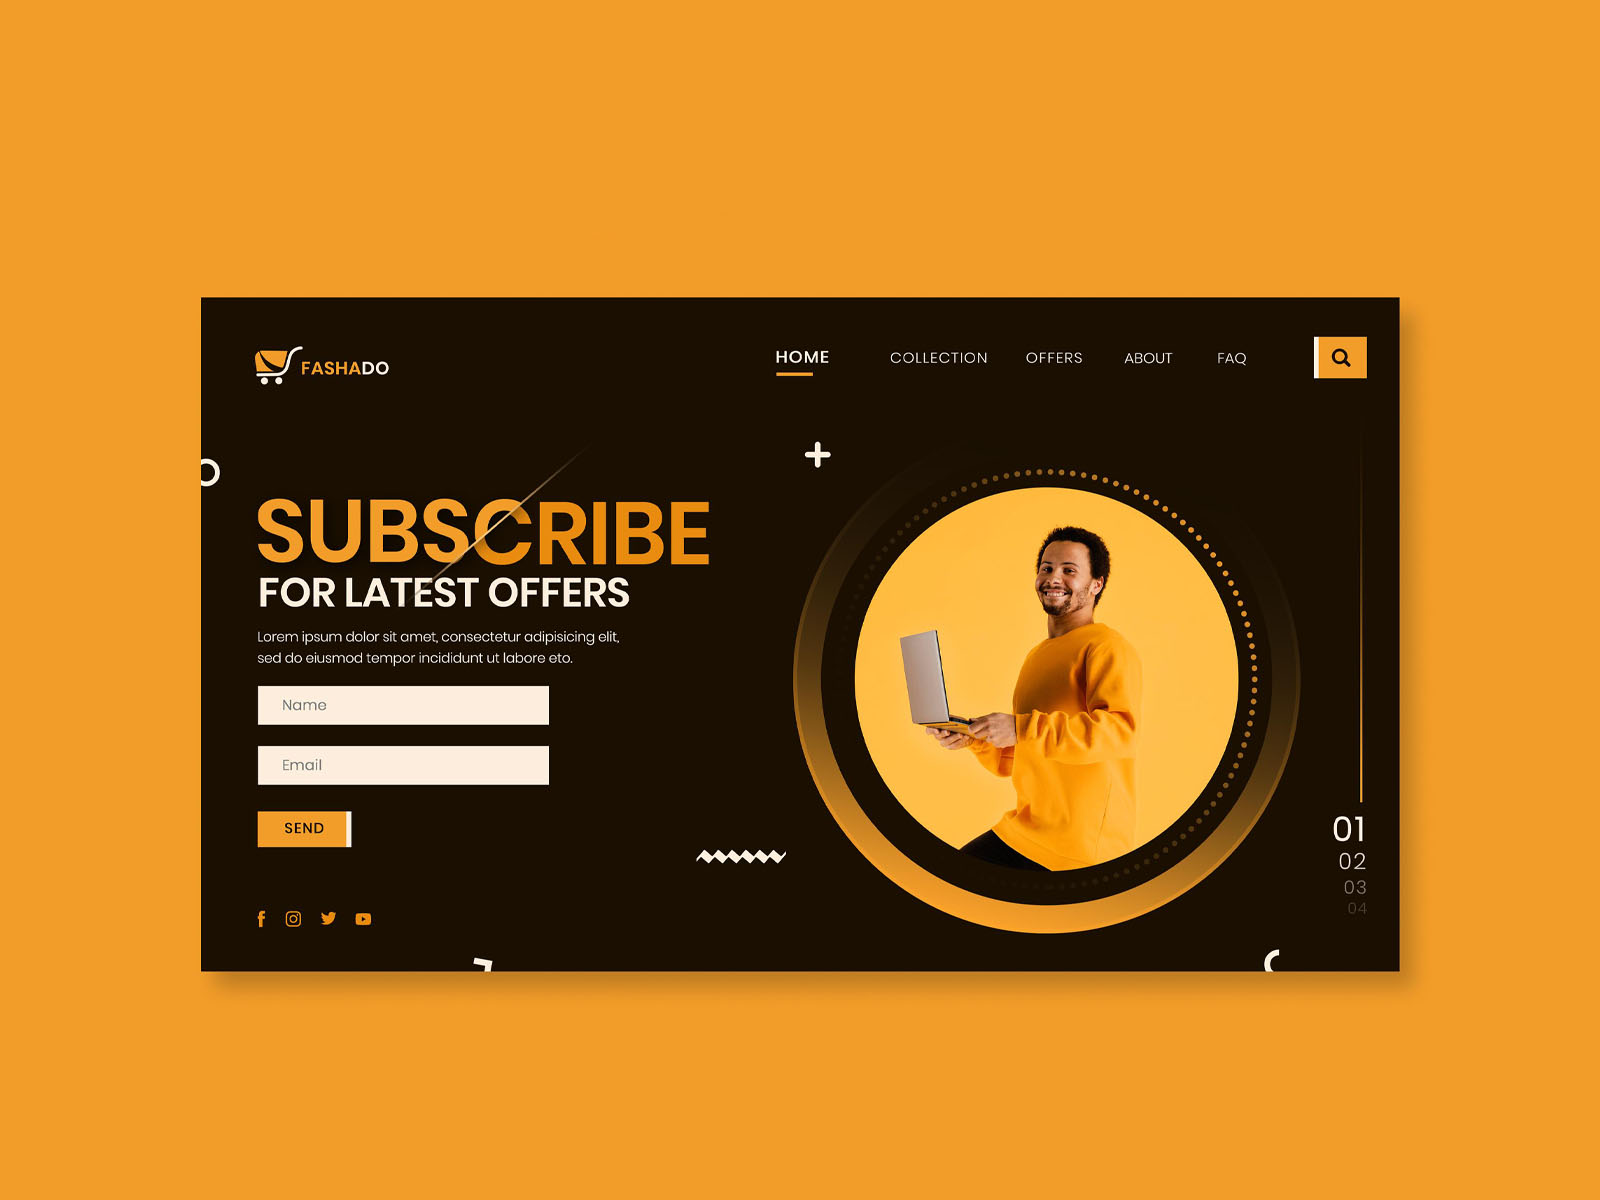 FASHADO
HOME COLLECTION OFFERS ABOUT FAQ
SUBSCRIBE
FOR LATEST OFFERS
Lorem ipsum dolor sit amet, consectetur adipisicing elit,
sed do eiusmod tempor incididunt ut labore eto.
Name
Email
SEND
01
02
03
04